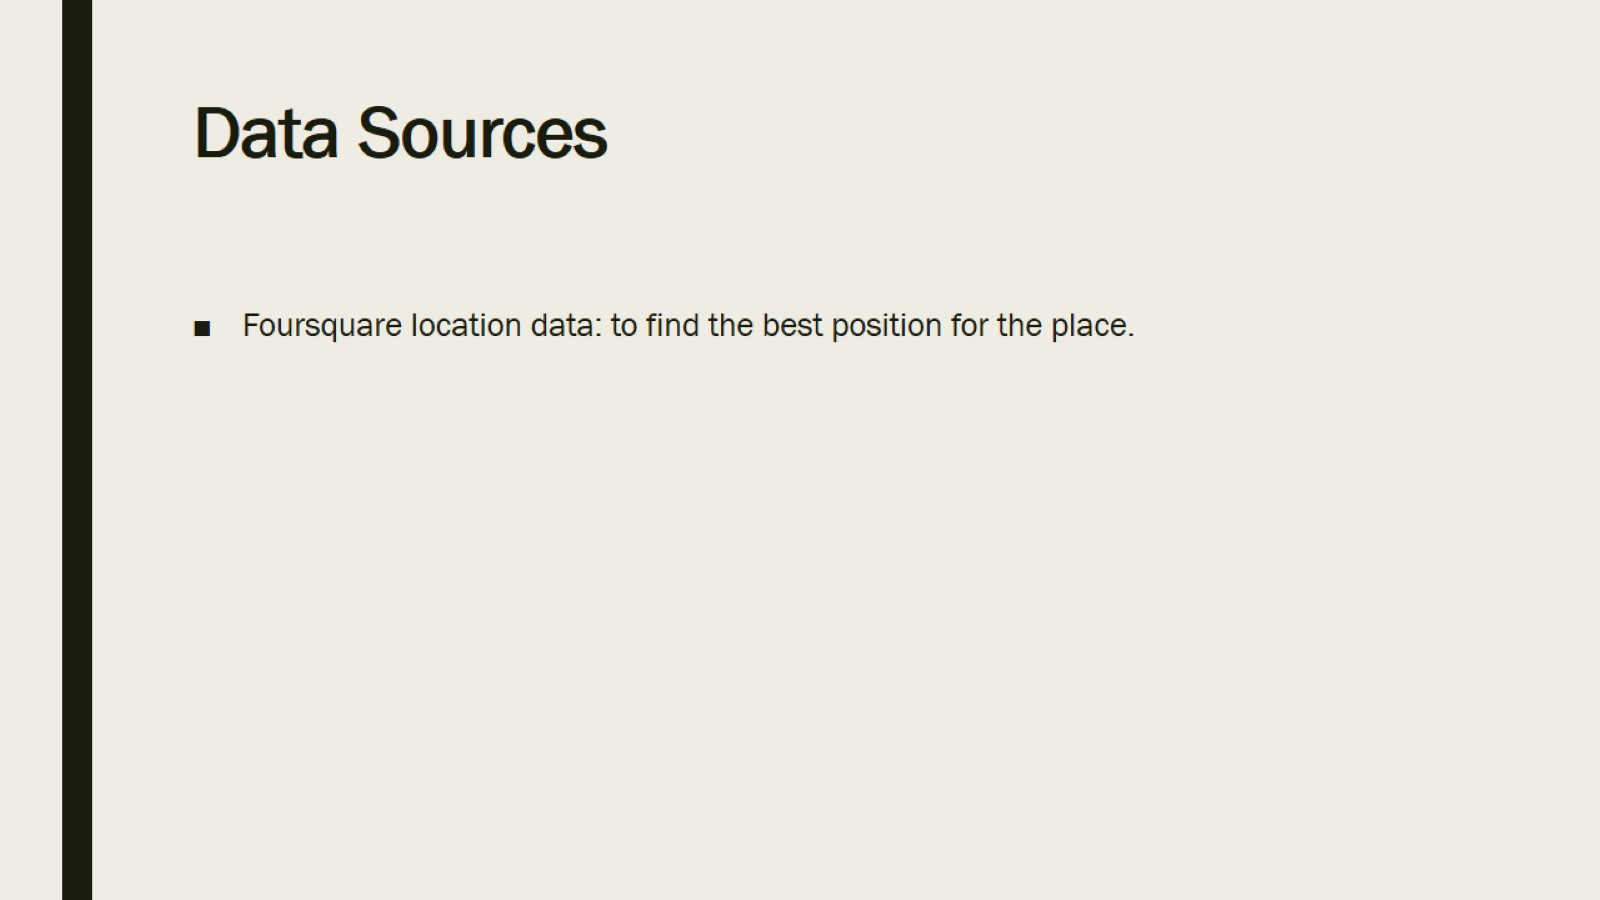 Data Sources
■ Foursquare location data: to find the best position for the place.